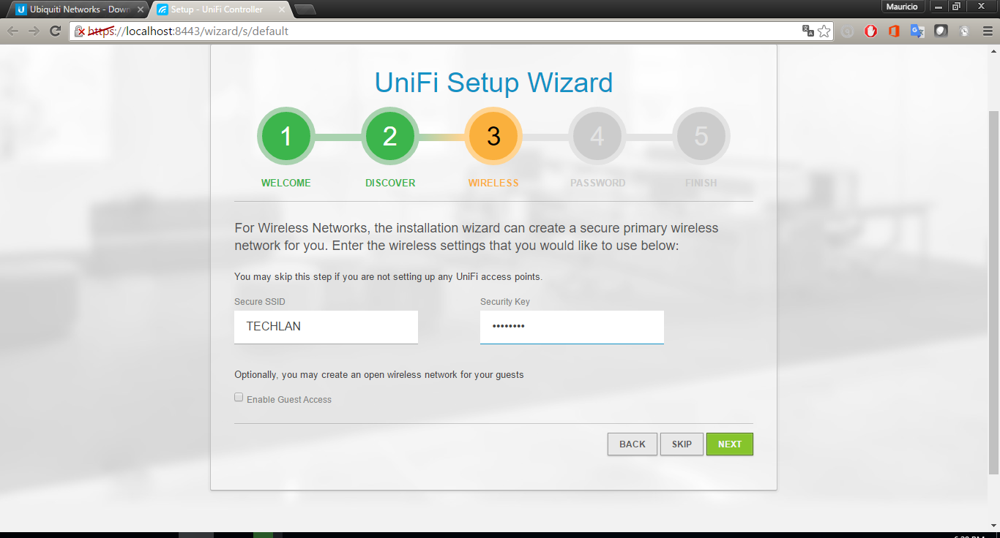 Ubiquiti Networks - Down
Setup - UniFi Controller
Mauricio
https://localhost:8443/wizard/s/default
UniFi Setup Wizard
1 2 3 4 5
WELCOME DISCOVER WIRELESS PASSWORD FINISH
For Wireless Networks, the installation wizard can create a secure primary wireless
network for you. Enter the wireless settings that you would like to use below:
You may skip this step if you are not setting up any UniFi access points.
Secure SSID Security Key
TECHLAN ••••••••
Optionally, you may create an open wireless network for your guests
Enable Guest Access
BACK SKIP NEXT